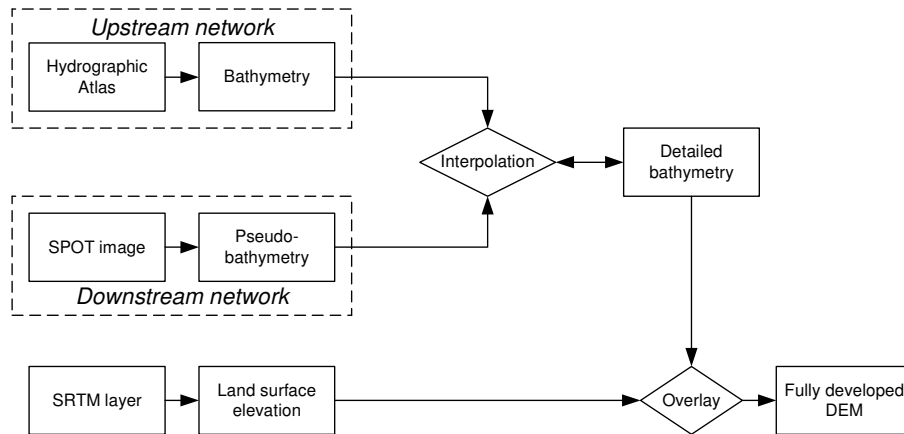 Upstream network
Hydrographic
Atlas
Bathymetry
Interpolation
Detailed
bathymetry
SPOT image
Pseudo-
bathymetry
Downstream network
SRTM layer
Land surface
elevation
Overlay
Fully developed
DEM